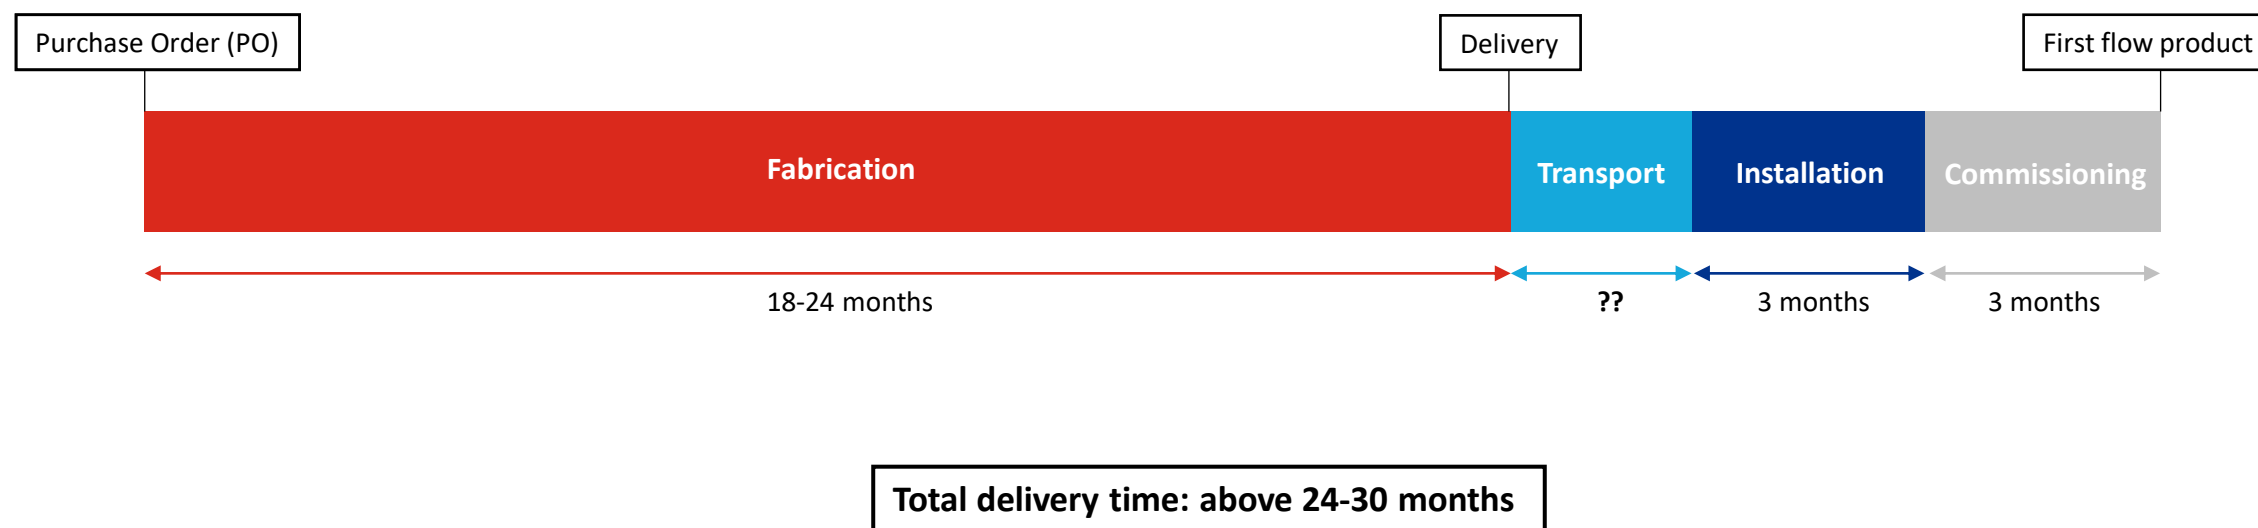 Purchase Order (PO)
Delivery
First flow product
Fabrication
Transport
Installation
Commissioning
18-24 months
??
3 months
3 months
Total delivery time: above 24-30 months